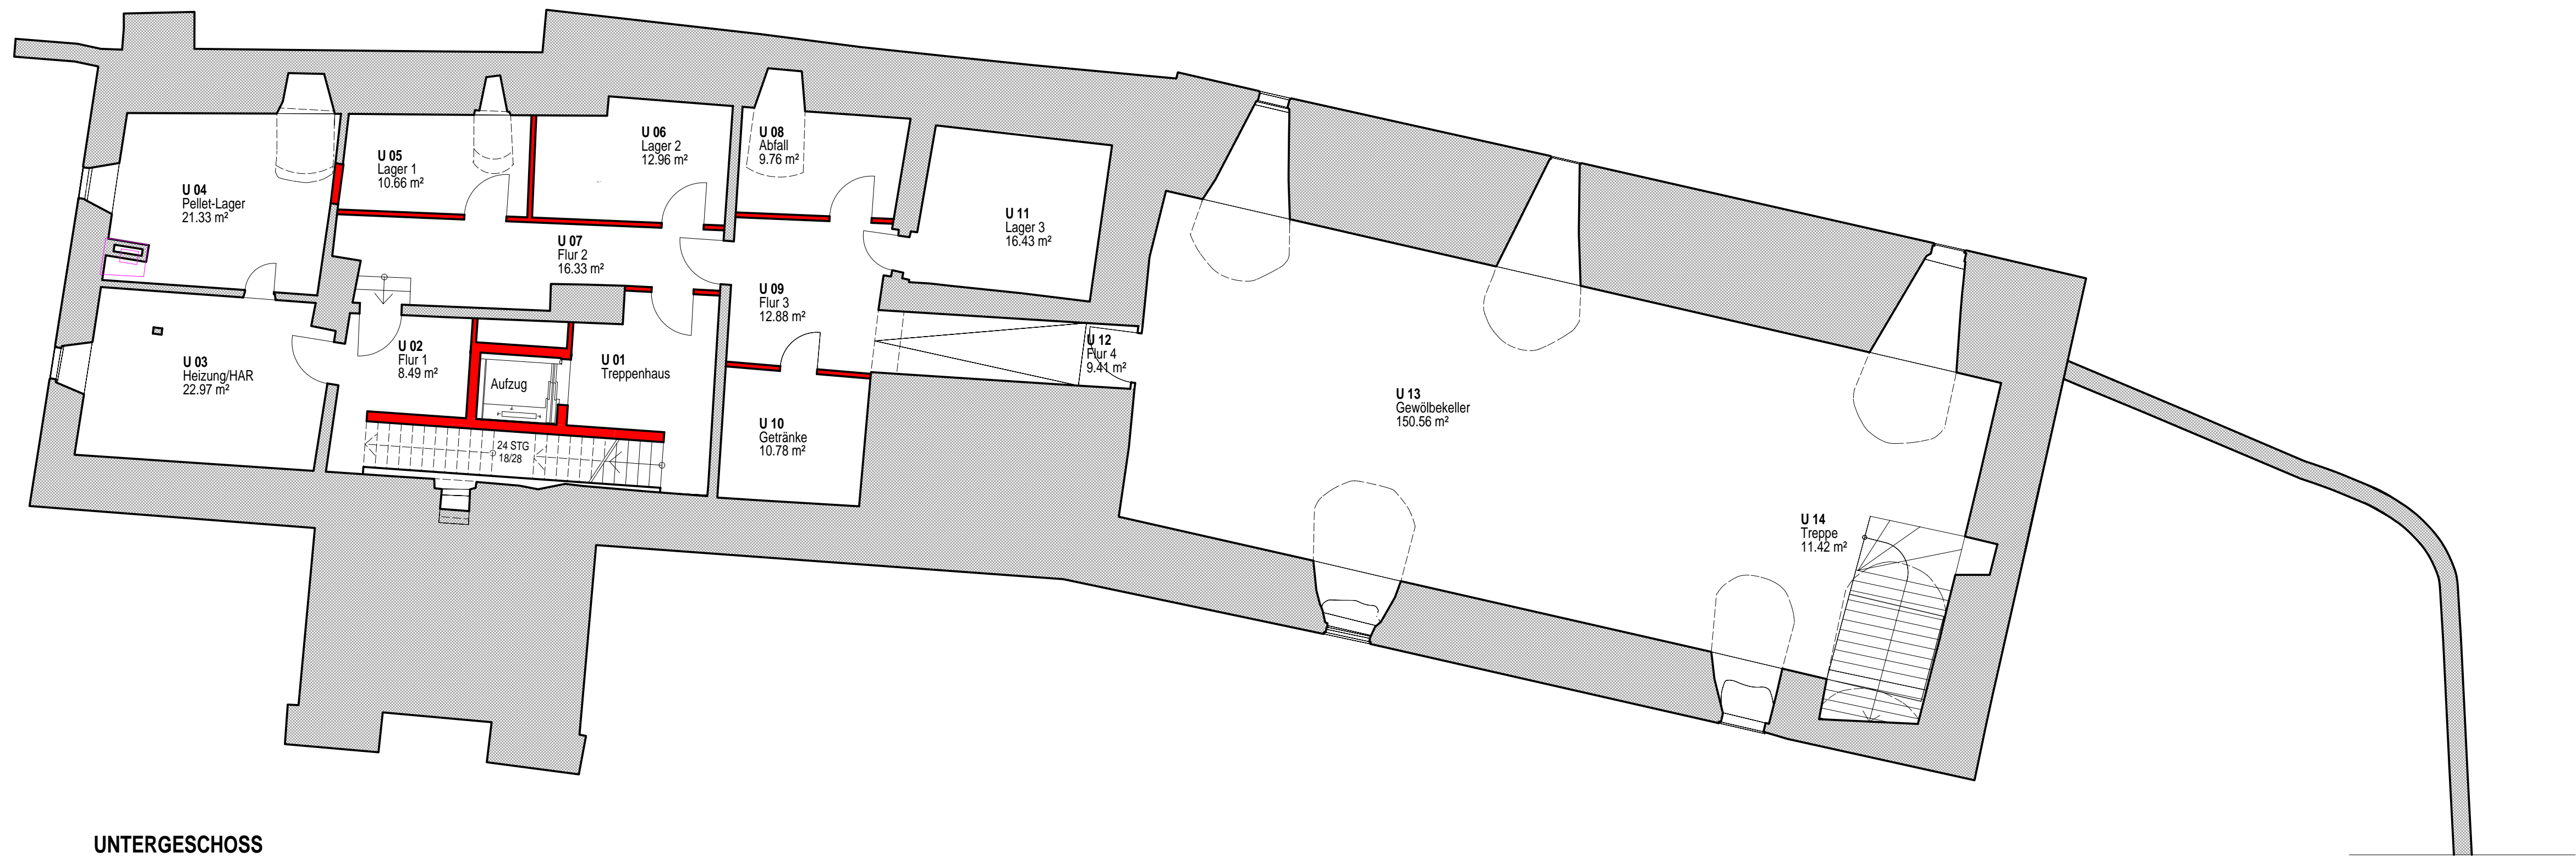 U 06
Lager 2
12.96 m²
U 08
Abfall
9.76 m²
U 05
Lager 1
10.66 m²
U 04
Pellet-Lager
21.33 m²
U 11
Lager 3
16.43 m²
U 07
Flur 2
16.33 m²
U 09
Flur 3
12.88 m²
U 03
Heizung/HAR
22.97 m²
U 02
Flur 1
8.49 m²
Aufzug
U 01
Treppenhaus
U 12
Flur 4
9.41 m²
U 13
Gewölbekeller
150.56 m²
24 STG
18/28
U 10
Getränke
10.78 m²
U 14
Treppe
11.42 m²
UNTERGESCHOSS